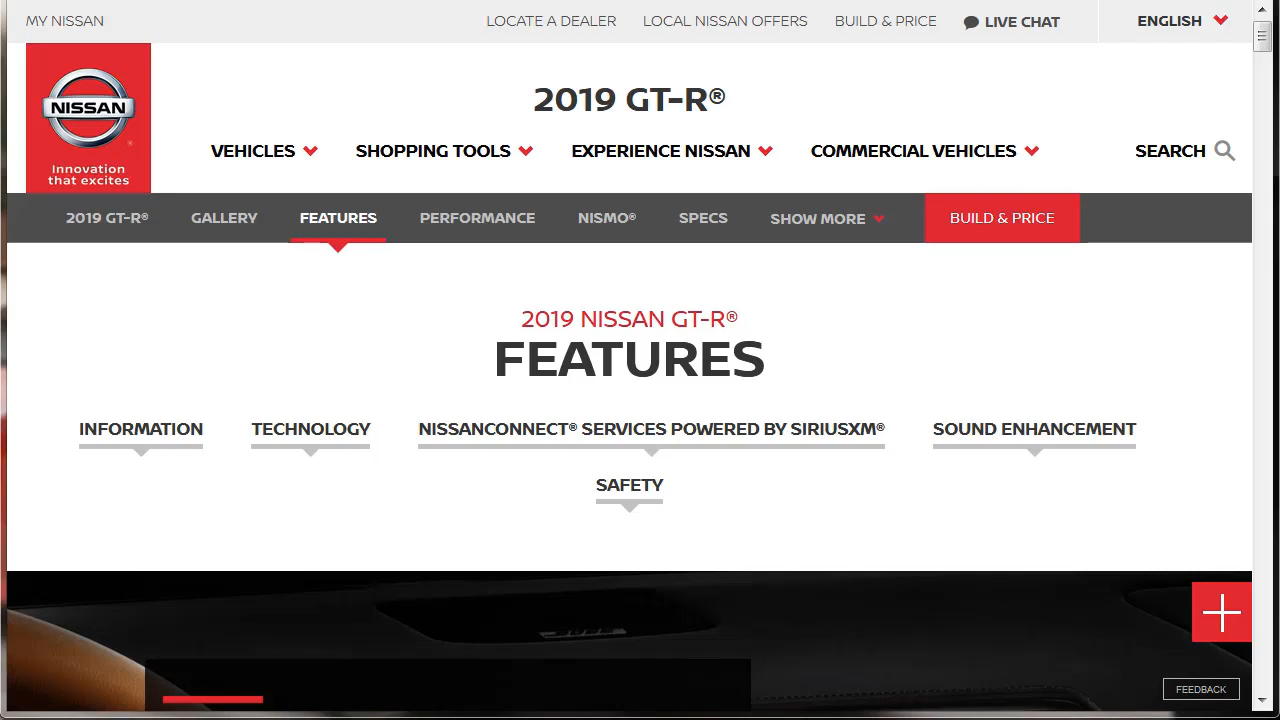 MY NISSAN
LOCATE A DEALER
LOCAL NISSAN OFFERS
BUILD & PRICE
LIVE CHAT
ENGLISH
NISSAN
Innovation
that excites
2019 GT-R®
VEHICLES
SHOPPING TOOLS
EXPERIENCE NISSAN
COMMERCIAL VEHICLES
SEARCH
2019 GT-R®
GALLERY
FEATURES
PERFORMANCE
NISMO®
SPECS
SHOW MORE
BUILD & PRICE
2019 NISSAN GT-R®
FEATURES
INFORMATION
TECHNOLOGY
NISSANCONNECT® SERVICES POWERED BY SIRIUSXM®
SOUND ENHANCEMENT
SAFETY
FEEDBACK